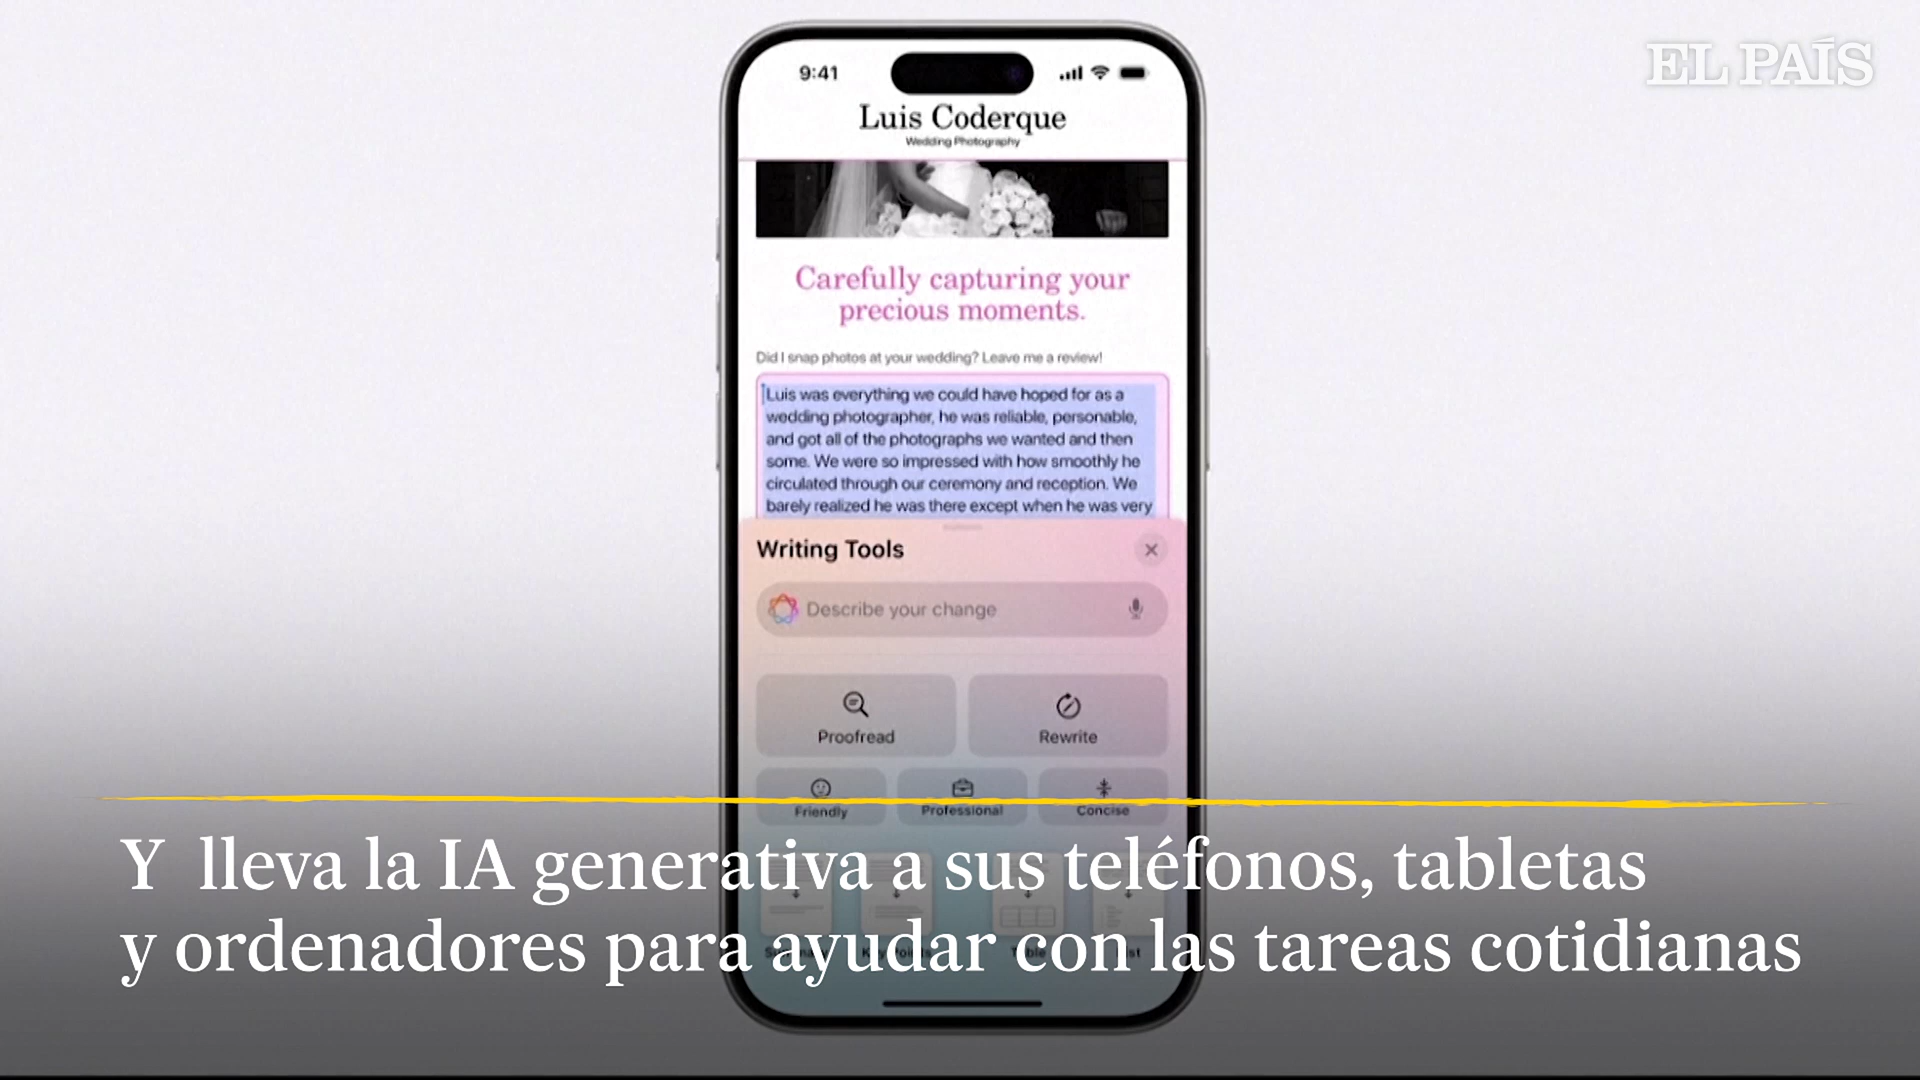 EL PAÍS
9:41
Luis Coderque
Wedding Photography
Carefully capturing your
precious moments.
Did I snap photos at your wedding? Leave me a review!
Luis was everything we could have hoped for as a
wedding photographer, he was reliable, personable,
and got all of the photographs we wanted and then
some. We were so impressed with how smoothly he
circulated through our ceremony and reception. We
barely realized he was there except when he was very
Writing Tools
Describe your change
Proofread
Rewrite
Friendly
Professional
Concise
Y lleva la IA generativa a sus teléfonos, tabletas
y ordenadores para ayudar con las tareas cotidianas